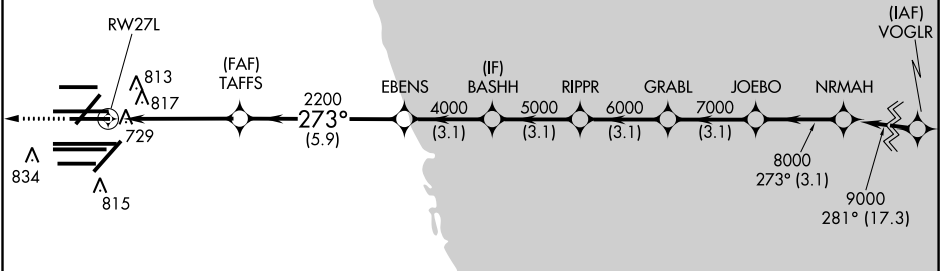 RW27L
(IAF)
VOGLR
(FAF)
TAFFS
EBENS
(IF)
BASHH
RIPPR
GRABL
JOEBO
NRMAH
813
817
729
834
815
2200
273°
(5.9)
4000
(3.1)
5000
(3.1)
6000
(3.1)
7000
(3.1)
8000
273° (3.1)
9000
281° (17.3)